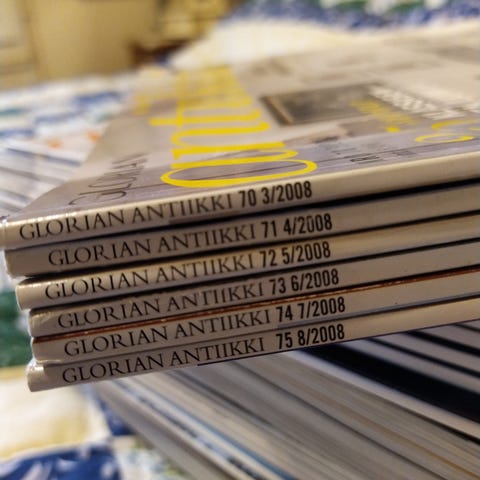 GLORIAN
GLORIAN ANTIIKKI 70 3/2008
GLORIAN ANTIIKKI 71 4/2008
GLORIAN ANTIIKKI 72 5/2008
GLORIAN ANTIIKKI 73 6/2008
GLORIAN ANTIIKKI 74 7/2008
GLORIAN ANTIIKKI 75 8/2008